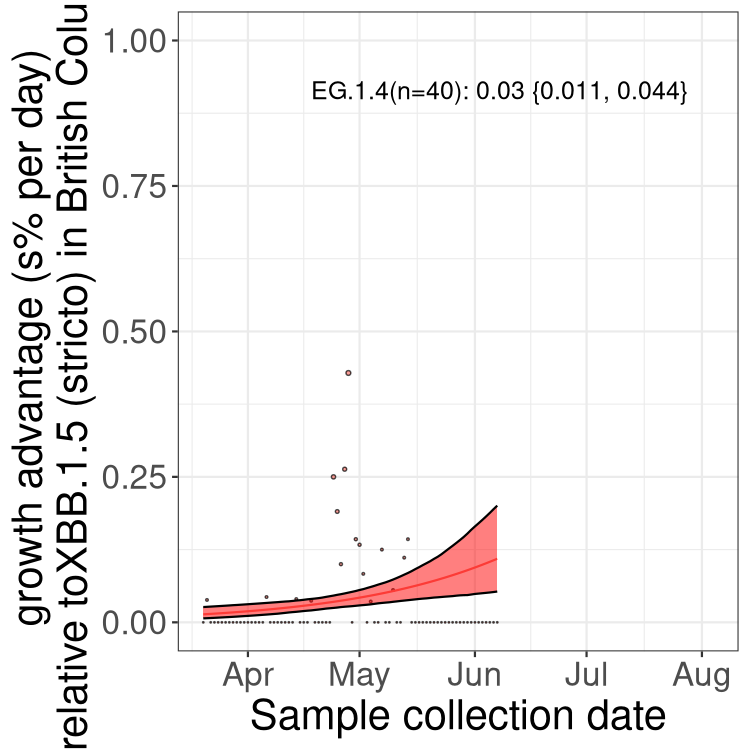 growth advantage (s% per day)
relative toXBB.1.5 (stricto) in British Colu
1.00
0.75
0.50
0.25
0.00
EG.1.4(n=40): 0.03 {0.011, 0.044}
Apr May Jun Jul Aug
Sample collection date